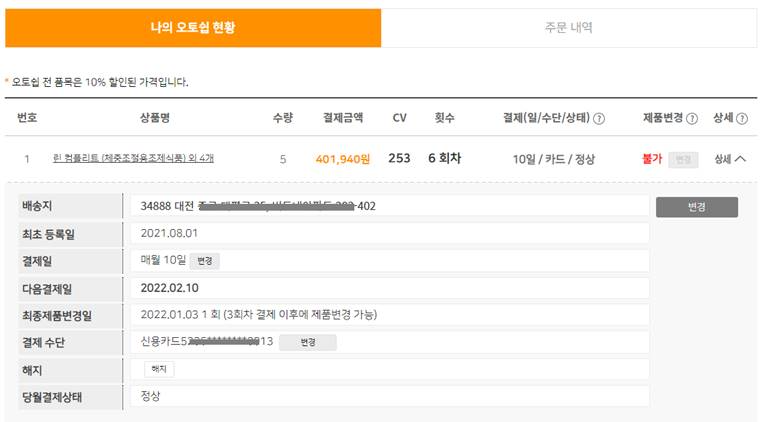 나의 오토쉽 현황
주문 내역
* 오토쉽 전 품목은 10% 할인된 가격입니다.
번호 상품명 수량 결제금액 CV 횟수 결제(일/수단/상태) ? 제품변경 ? 상세 ?
1 린 컴플리트 (체중조절용조제식품) 외 4개 5 401,940원 253 6 회차 10일 / 카드 / 정상 불가 변경 상세
배송지 34888 대전 -402 변경
최초 등록일 2021.08.01
결제일 매월 10일 변경
다음결제일 2022.02.10
최종제품변경일 2022.01.03 1 회 (3회차 결제 이후에 제품변경 가능)
결제 수단 신용카드 13 변경
해지 해지
당월결제상태 정상